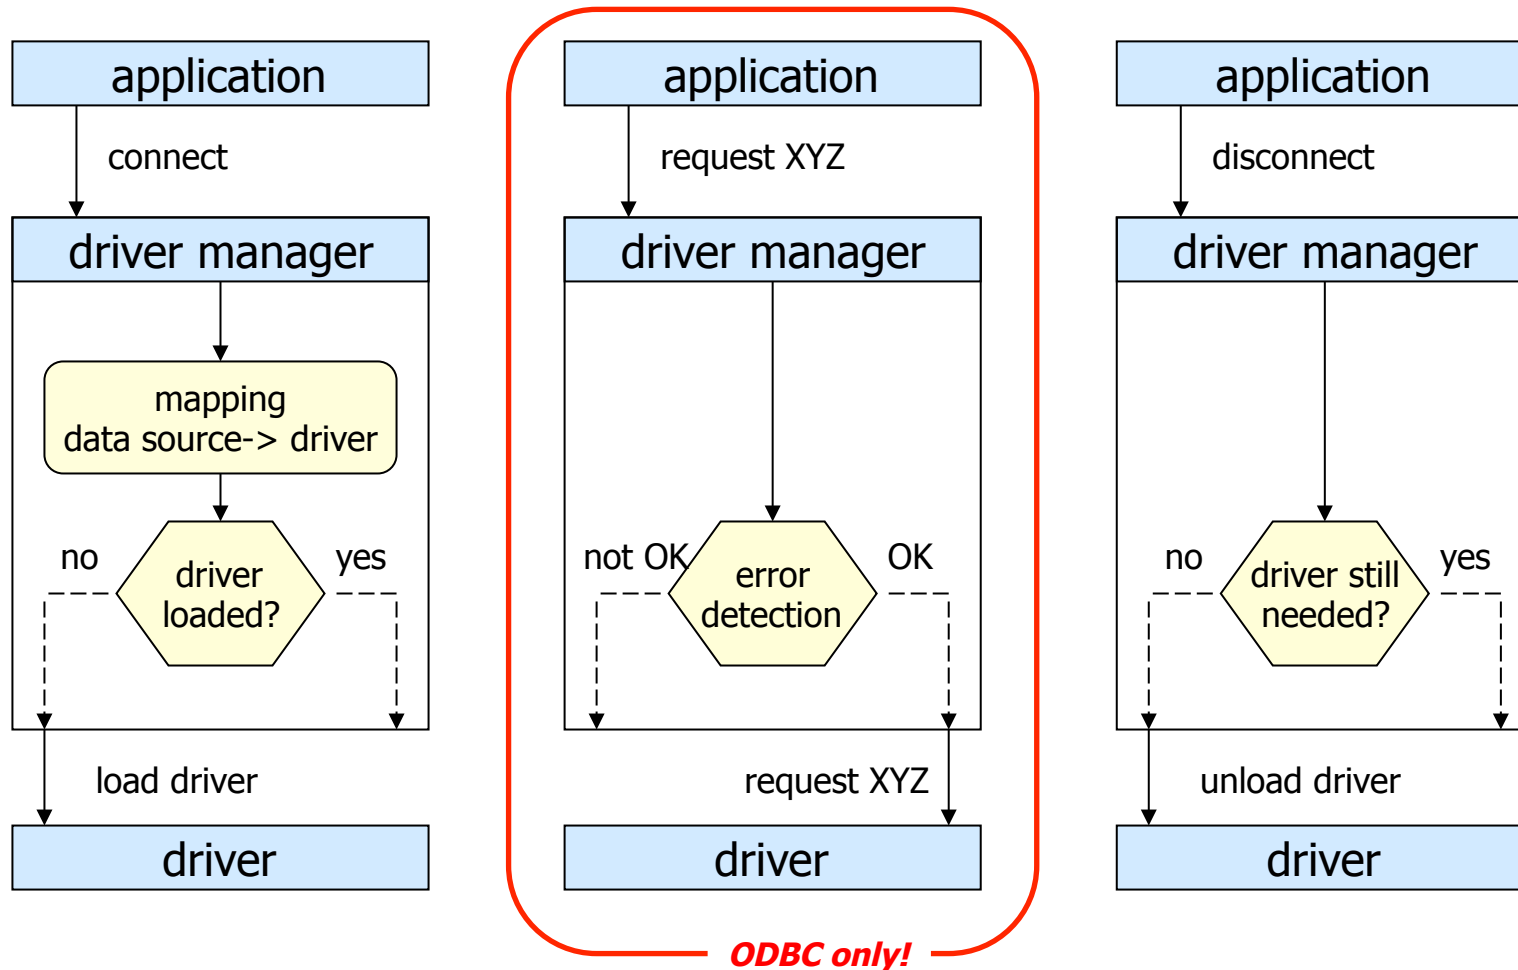 application
connect
driver manager
mapping
data source-> driver
no
yes
driver
loaded?
load driver
driver
application
request XYZ
driver manager
not OK
OK
error
detection
request XYZ
driver
ODBC only!
application
disconnect
driver manager
no
yes
driver still
needed?
unload driver
driver